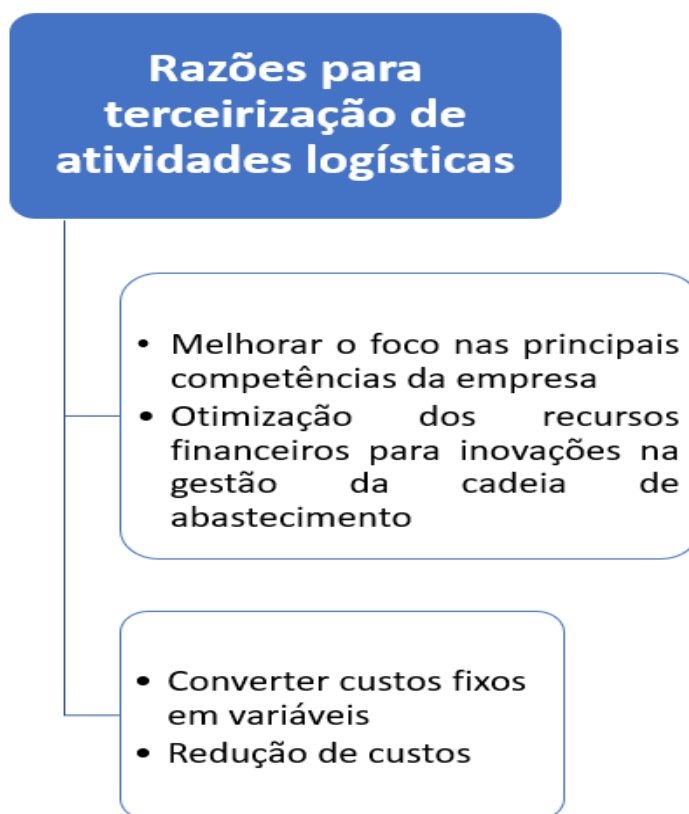 Razões para
terceirização de
atividades logísticas
• Melhorar o foco nas principais
competências da empresa
• Otimização dos recursos
financeiros para inovações na
gestão da cadeia de
abastecimento
• Converter custos fixos
em variáveis
• Redução de custos